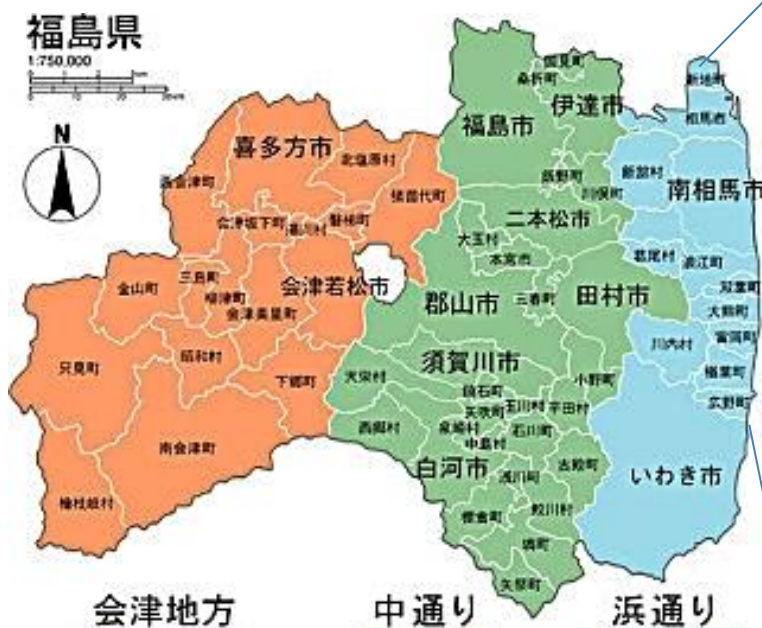 福島県
1:750,000
N
国見町
桑折町
伊達市
新地町
福島市
相馬市
喜多方市
北塩原村
西会津町
飯野町
飯舘村
猪苗代町
川俣町
南相馬市
会津坂下町
湯川村
磐梯町
二本松市
大玉村
本宮市
葛尾村
浪江町
三島町
金山町
柳津町
会津若松市
双葉町
会津美里町
郡山市
三春町
田村市
大熊町
富岡町
昭和村
川内村
只見町
須賀川市
楢葉町
下郷町
天栄村
小野町
鏡石町
広野町
矢吹町
玉川村
平田村
西郷村
泉崎村
石川町
中島村
南会津町
白河市
浅川町
古殿町
いわき市
檜枝岐村
棚倉町
鮫川村
塙町
矢祭町
会津地方
中通り
浜通り